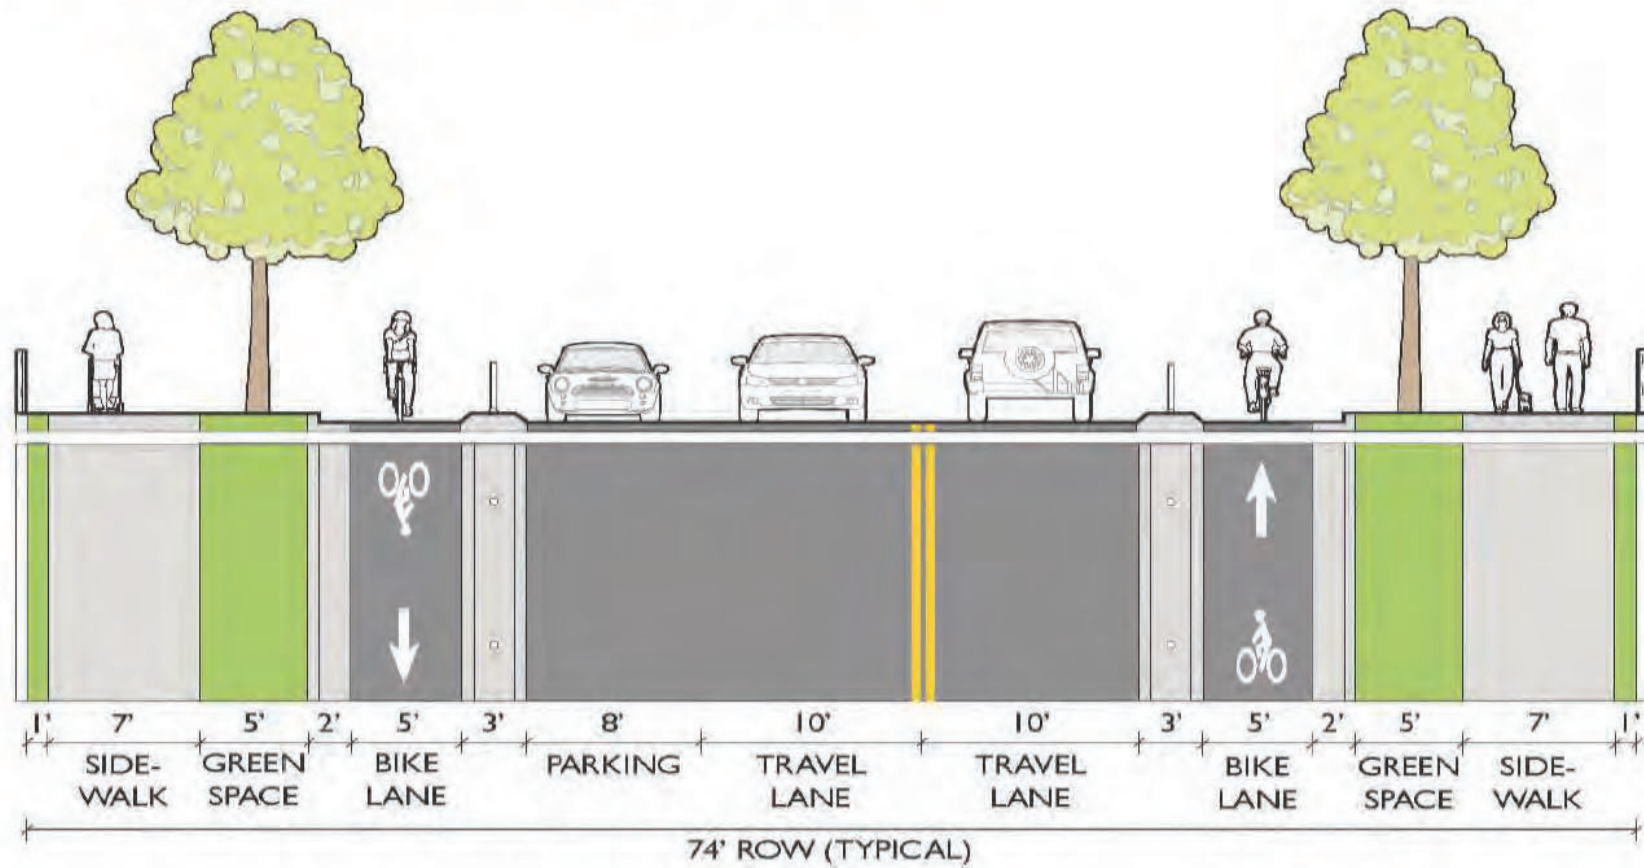 1' 7' 5' 2' 5' 3' 8' 10' 10' 3' 5' 2' 5' 7' 1'
SIDE- GREEN BIKE PARKING TRAVEL TRAVEL BIKE GREEN SIDE-
WALK SPACE LANE LANE LANE LANE SPACE WALK
74' ROW (TYPICAL)